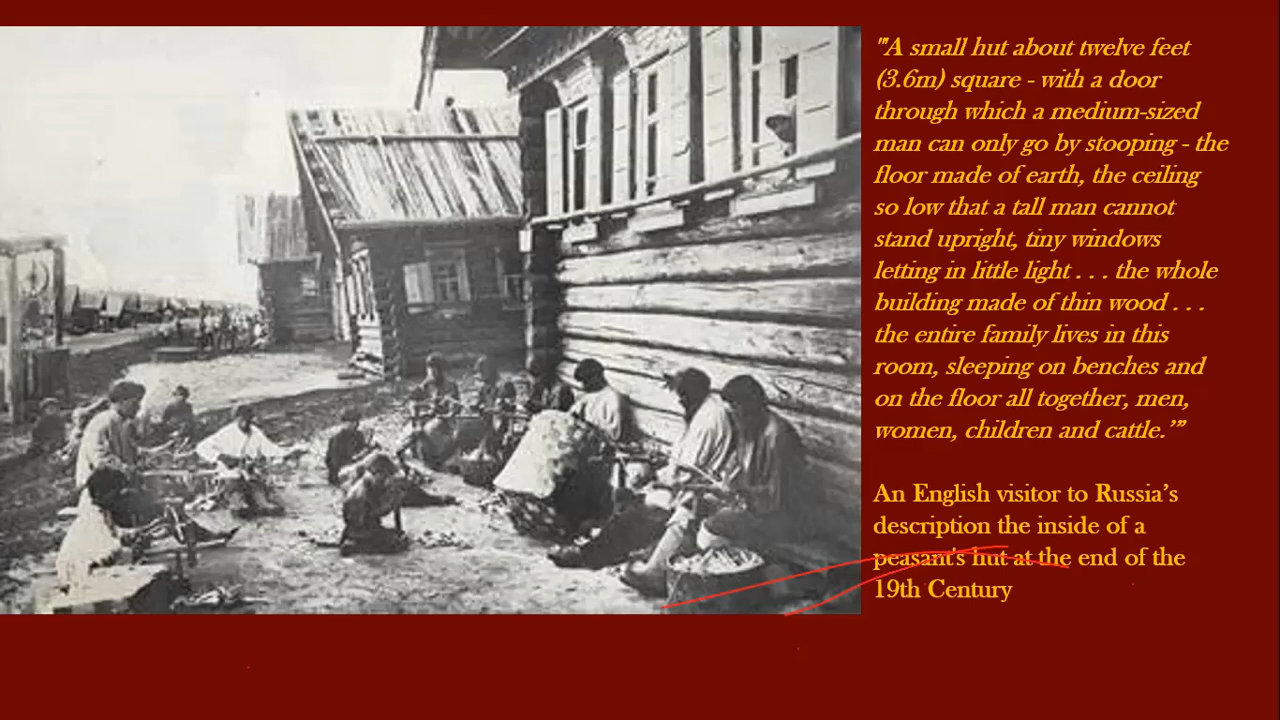 "'A small hut about twelve feet
(3.6m) square - with a door
through which a medium-sized
man can only go by stooping - the
floor made of earth, the ceiling
so low that a tall man cannot
stand upright, tiny windows
letting in little light . . . the whole
building made of thin wood . . .
the entire family lives in this
room, sleeping on benches and
on the floor all together, men,
women, children and cattle.'"
An English visitor to Russia's
description the inside of a
peasant's hut at the end of the
19th Century